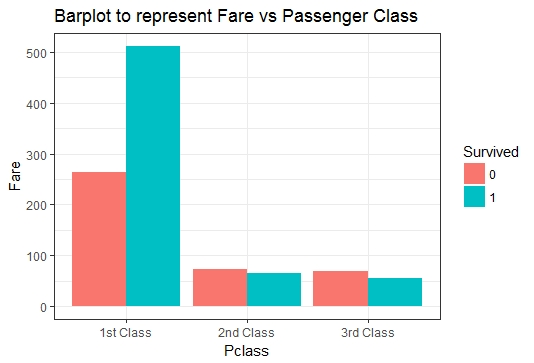 Barplot to represent Fare vs Passenger Class
500
400
300
200
100
0
Fare
1st Class 2nd Class 3rd Class
Pclass
Survived
0
1